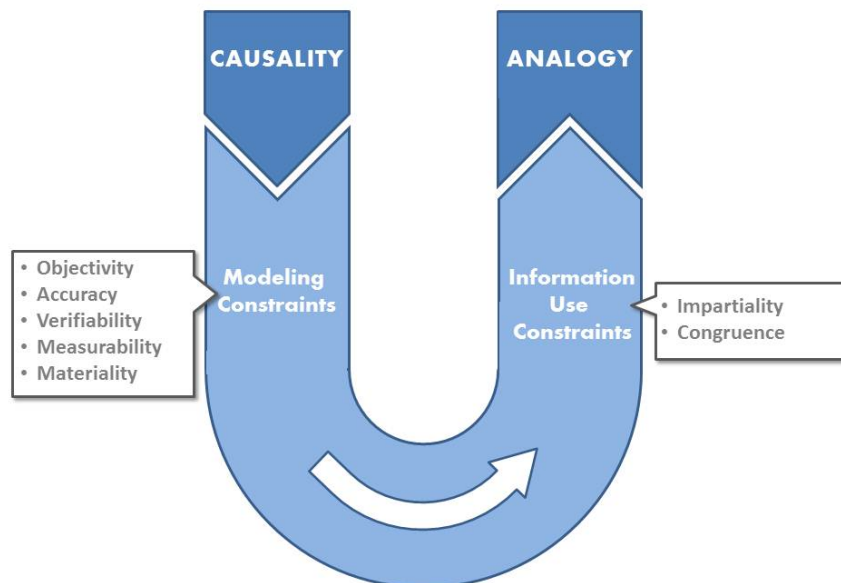 CAUSALITY
ANALOGY
• Objectivity
• Accuracy
• Verifiability
• Measurability
• Materiality
Modeling
Constraints
Information
Use
Constraints
• Impartiality
• Congruence